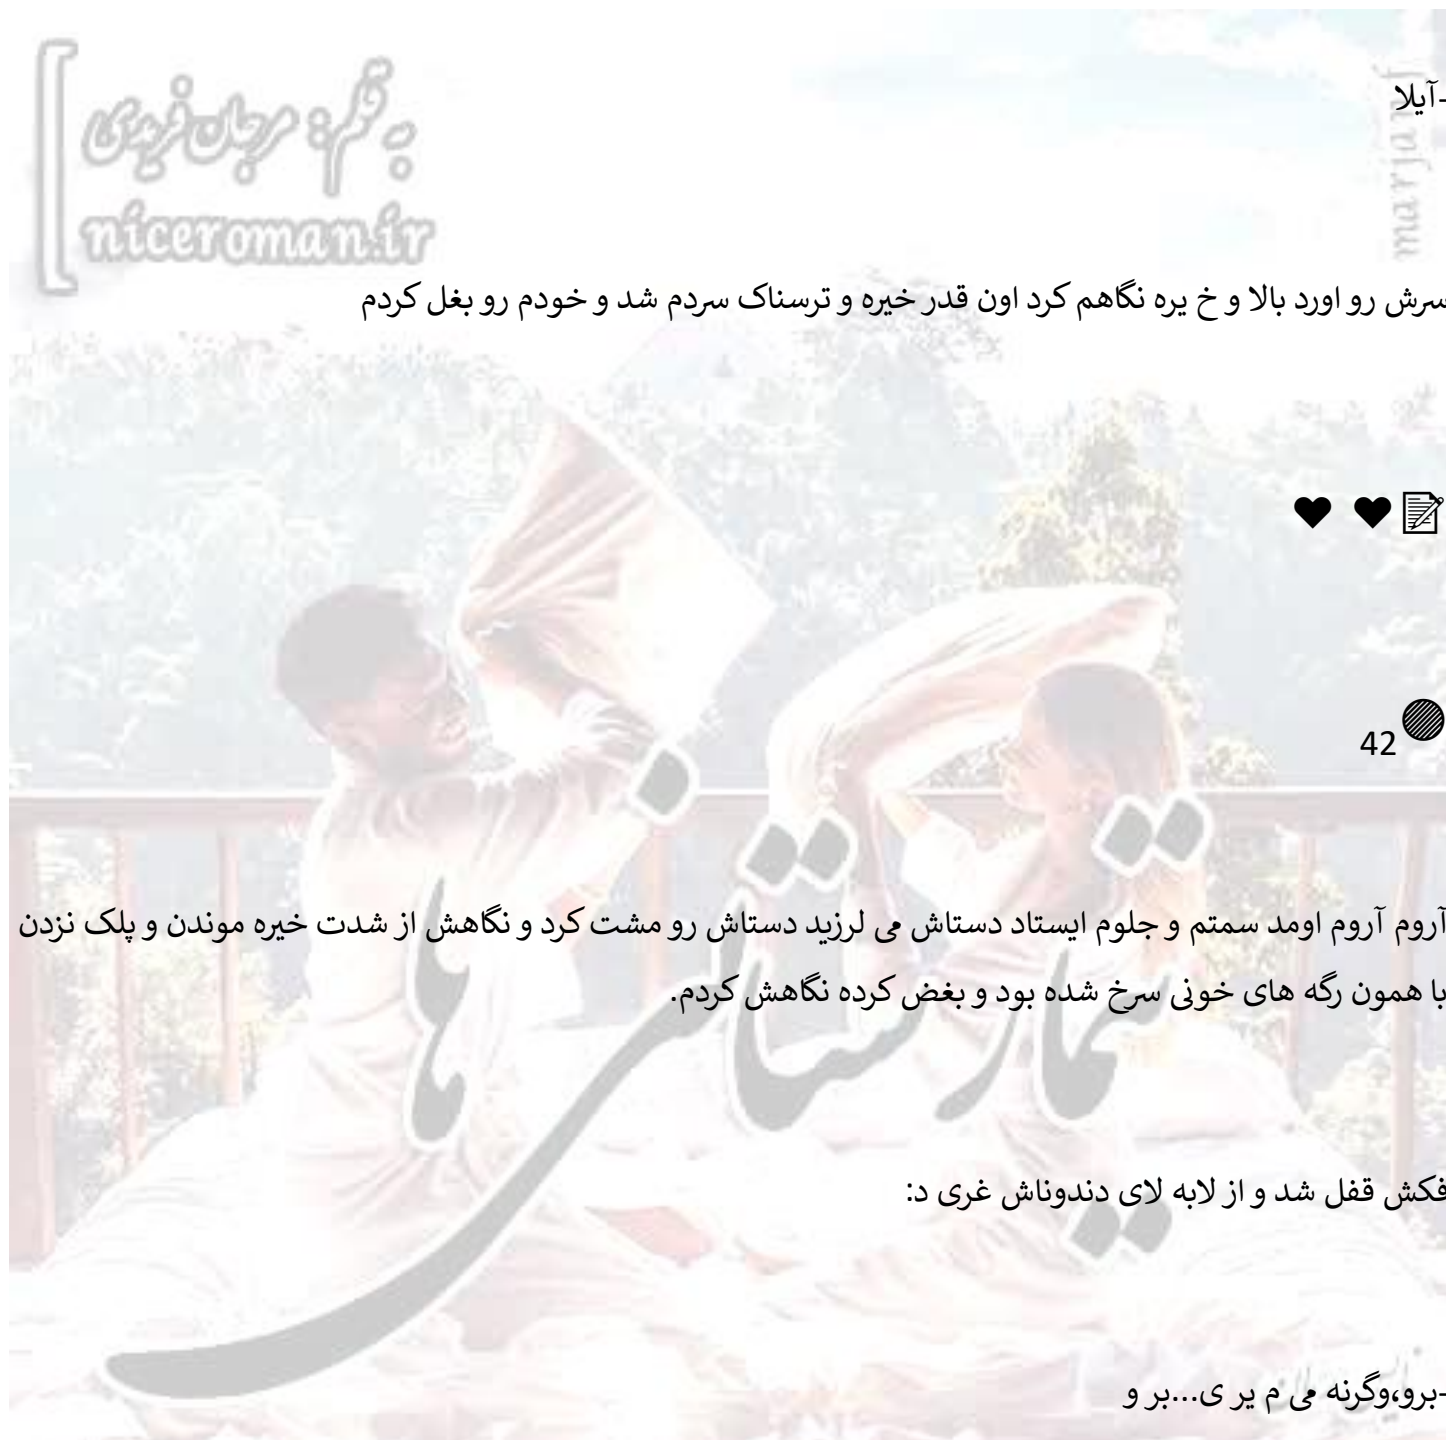 به قلم: مرجان فریدی
niceroman.ir
marjanf
-آیلا
سرش رو اورد بالا و خ یره نگاهم کرد اون قدر خیره و ترسناک سردم شد و خودم رو بغل کردم
42
آروم آروم اومد سمتم و جلوم ایستاد دستاش می لرزید دستاش رو مشت کرد و نگاهش از شدت خیره موندن و پلک نزدن
با همون رگه های خونی سرخ شده بود و بغض کرده نگاهش کردم.
تیمارستانی ها
فکش قفل شد و از لابه لای دندوناش غری د:
-برو،وگرنه می م یر ی...بر و